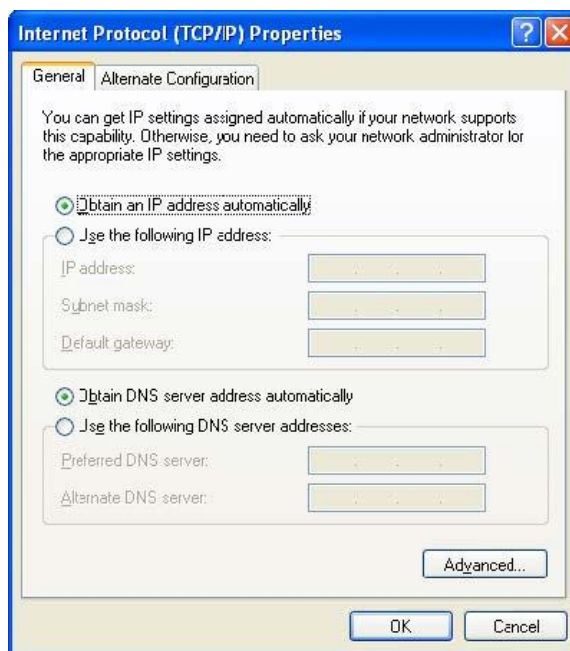 Internet Protocol (TCP/IP) Properties
General
Alternate Configuration
You can get IP settings assigned automatically if your network supports
this capability. Otherwise, you need to ask your network administrator for
the appropriate IP settings.
Obtain an IP address automatically
Use the following IP address:
IP address:
Subnet mask:
Default gateway:
Obtain DNS server address automatically
Use the following DNS server addresses:
Preferred DNS server:
Alternate DNS server:
Advanced...
OK
Cancel